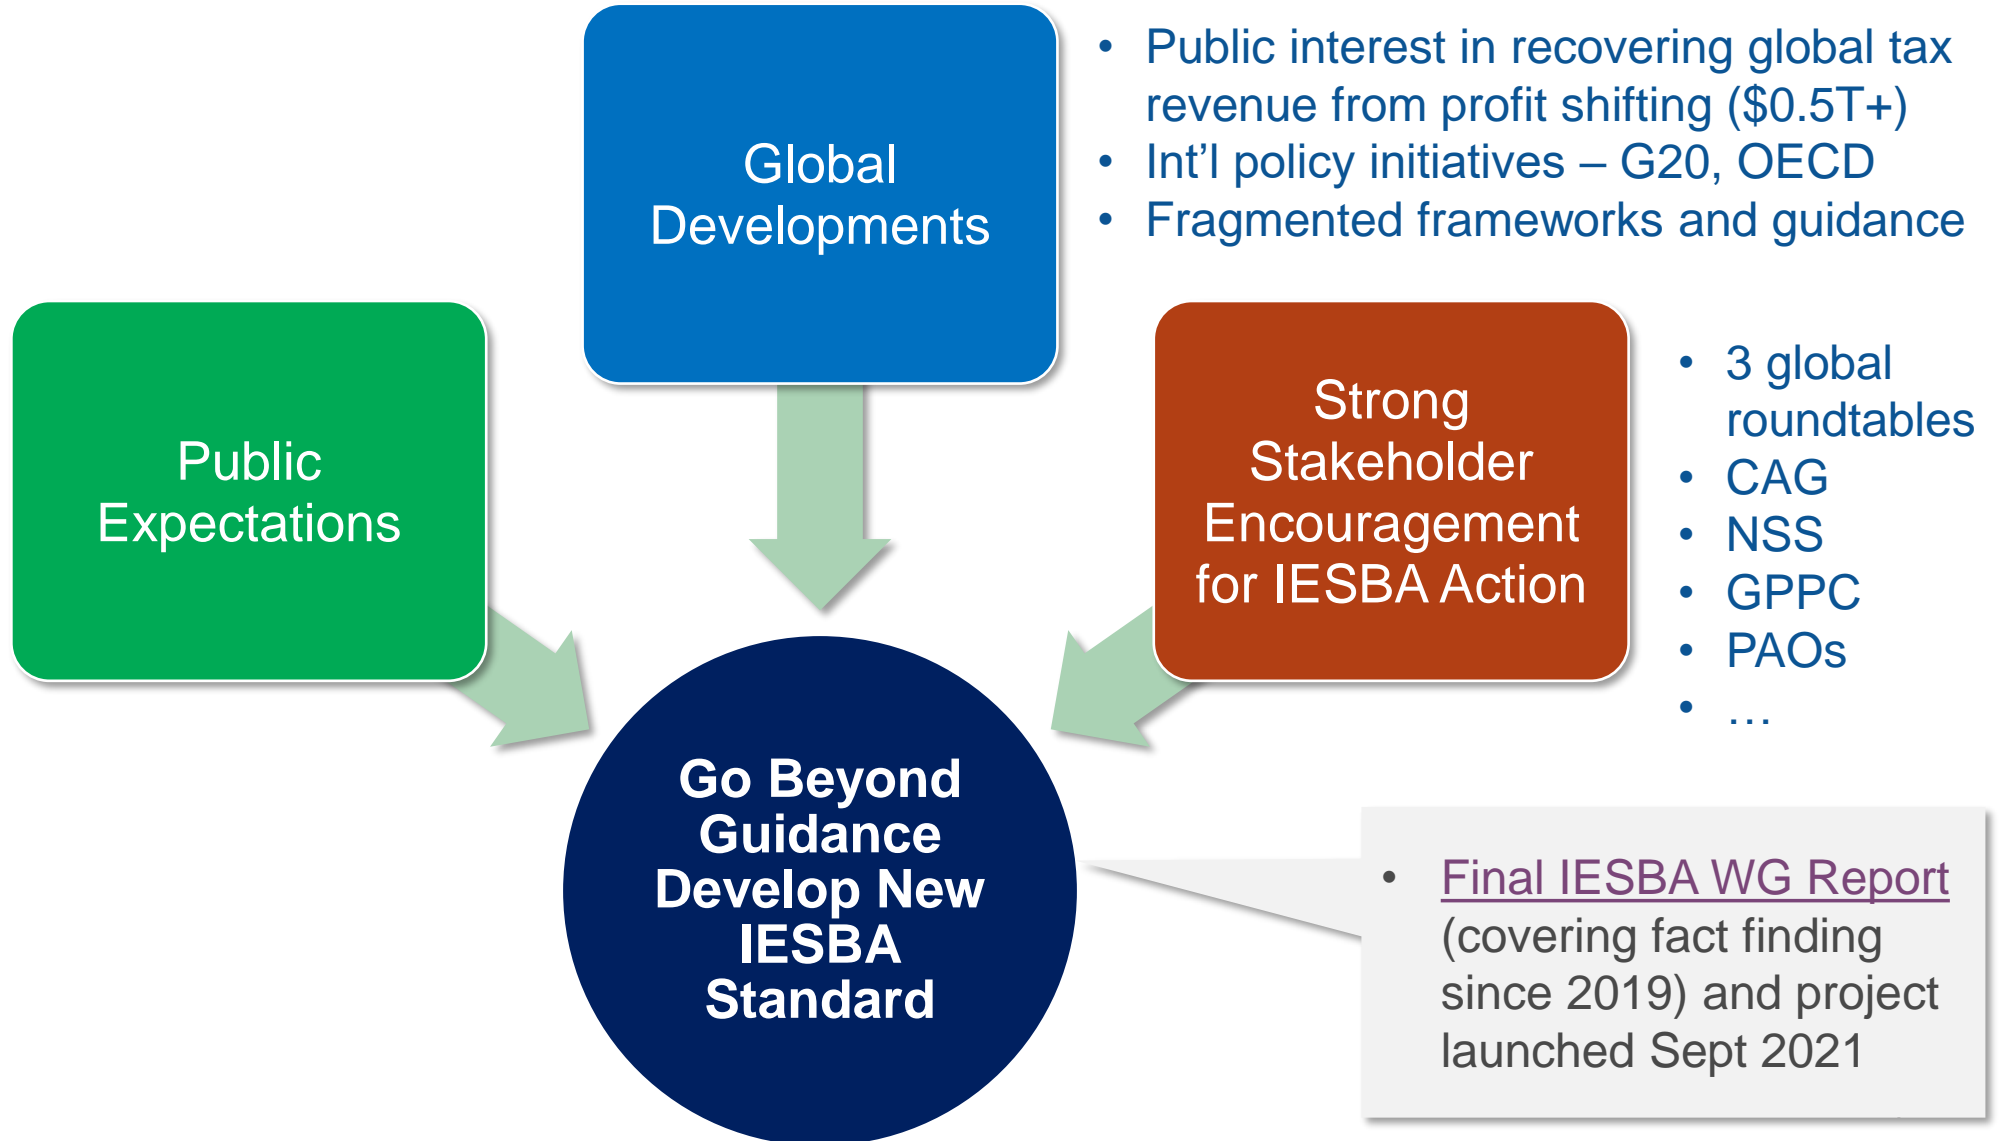 Global
Developments
• Public interest in recovering global tax
revenue from profit shifting ($0.5T+)
• Int’l policy initiatives – G20, OECD
• Fragmented frameworks and guidance
Public
Expectations
Strong
Stakeholder
Encouragement
for IESBA Action
• 3 global
roundtables
• CAG
• NSS
• GPPC
• PAOs
• …
Go Beyond
Guidance
Develop New
IESBA
Standard
• Final IESBA WG Report
(covering fact finding
since 2019) and project
launched Sept 2021